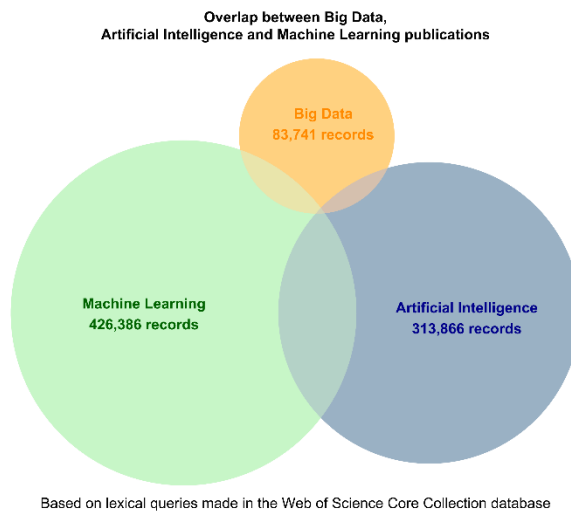 Overlap between Big Data,
Artificial Intelligence and Machine Learning publications
Big Data
83,741 records
Machine Learning
426,386 records
Artificial Intelligence
313,866 records
Based on lexical queries made in the Web of Science Core Collection database